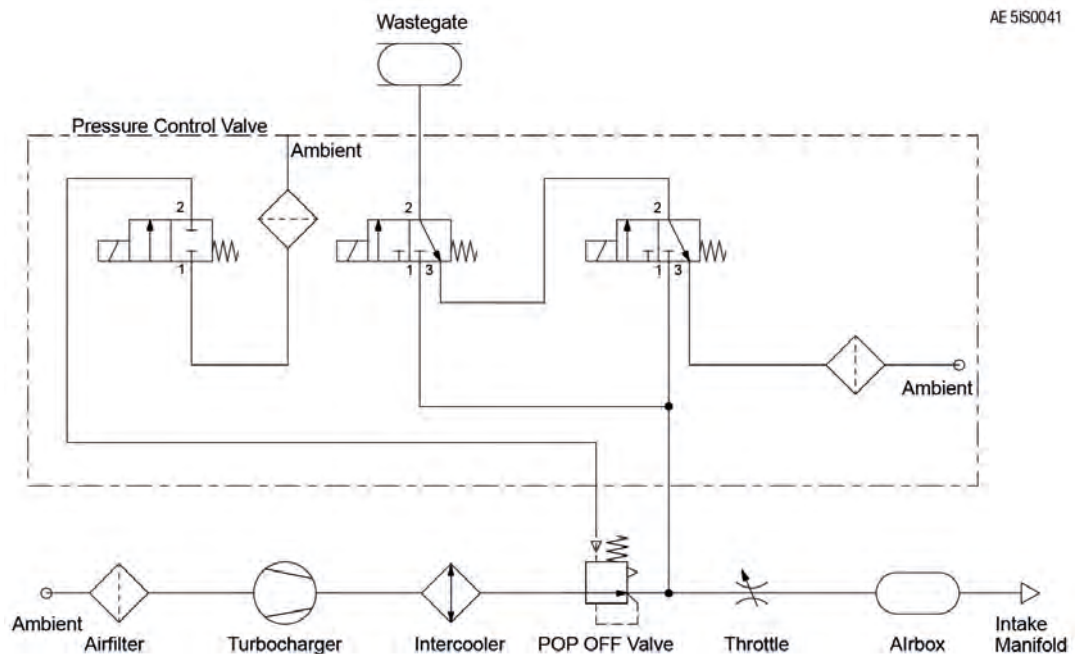 AE 5IS0041
Wastegate
Pressure Control Valve
Ambient
2
2
2
1
1 3
1 3
Ambient
Ambient
Airfilter
Turbocharger
Intercooler
POP OFF Valve
Throttle
AIrbox
Intake
Manifold